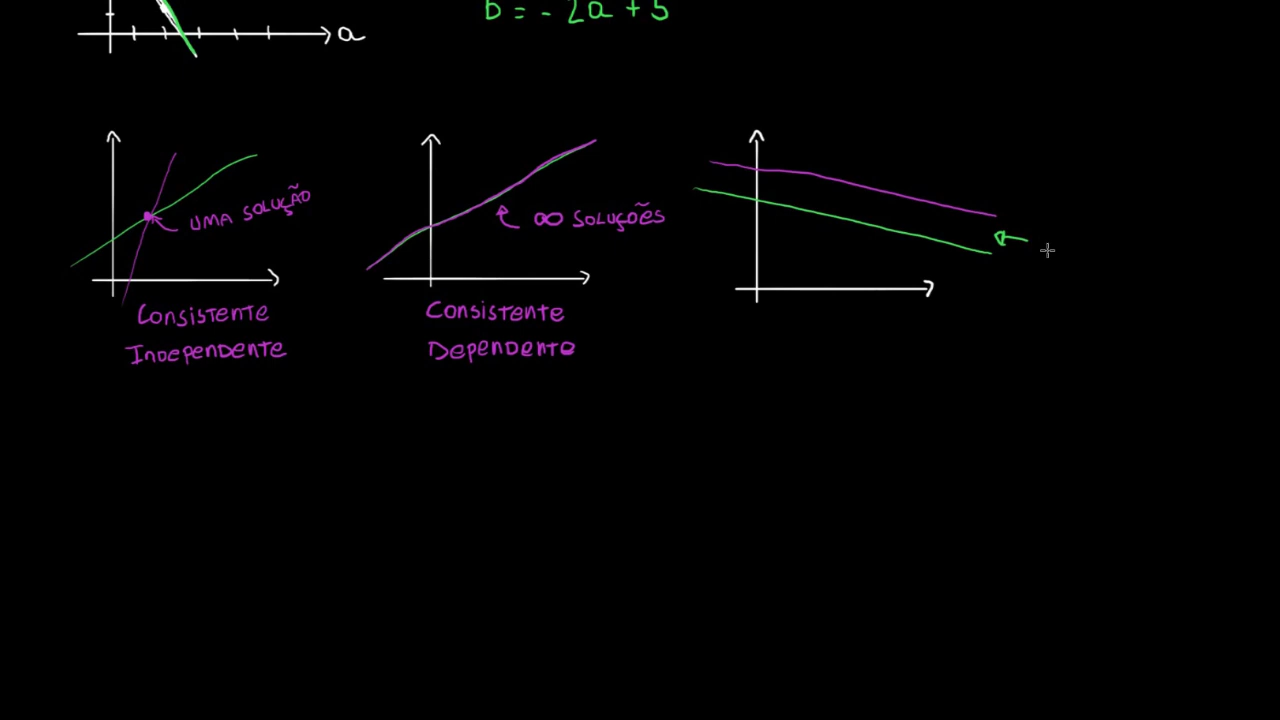 b = - 2a + 5
a
UMA SOLUÇÃO
∞ SOLUÇÕES
Consistente
Independente
Consistente
Dependente